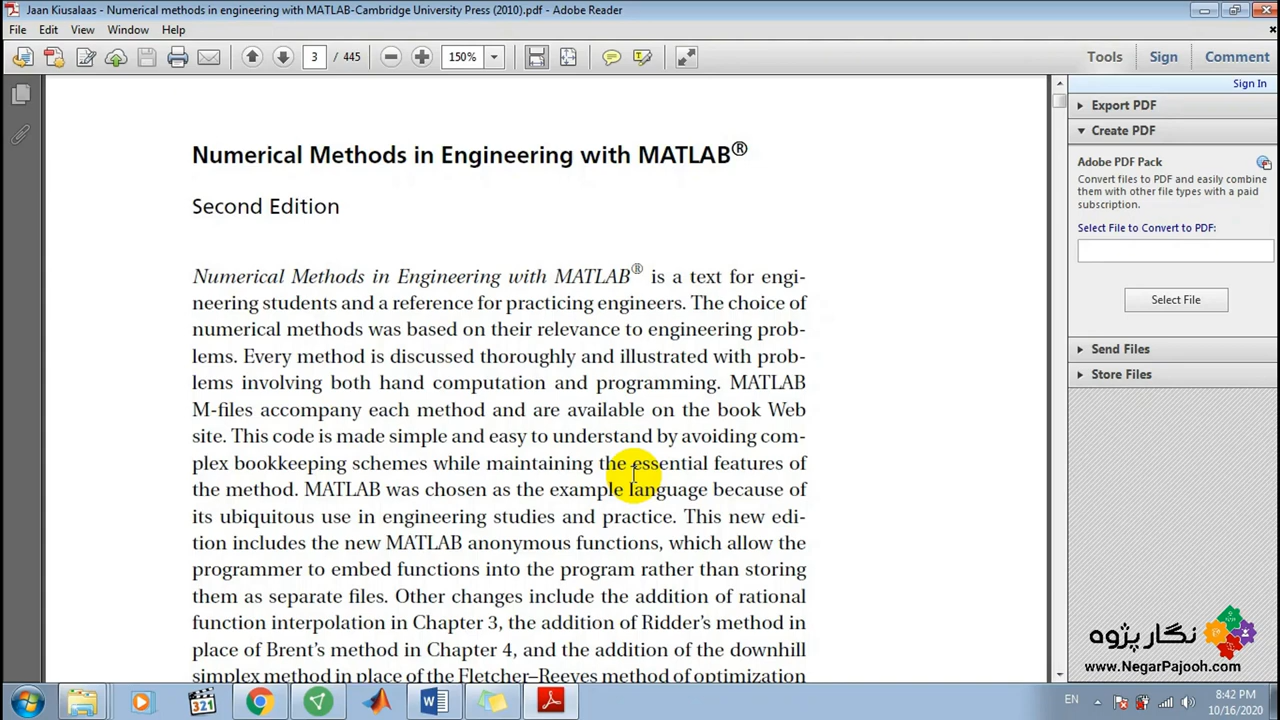 Jaan Kiusalaas - Numerical methods in engineering with MATLAB-Cambridge University Press (2010).pdf - Adobe Reader
File Edit View Window Help
3 / 445 150% Tools Sign Comment
Sign In
Export PDF
Create PDF
Adobe PDF Pack
Convert files to PDF and easily combine
them with other file types with a paid
subscription.
Select File to Convert to PDF:
Select File
Send Files
Store Files
Numerical Methods in Engineering with MATLAB®
Second Edition
Numerical Methods in Engineering with MATLAB® is a text for engi-
neering students and a reference for practicing engineers. The choice of
numerical methods was based on their relevance to engineering prob-
lems. Every method is discussed thoroughly and illustrated with prob-
lems involving both hand computation and programming. MATLAB
M-files accompany each method and are available on the book Web
site. This code is made simple and easy to understand by avoiding com-
plex bookkeeping schemes while maintaining the essential features of
the method. MATLAB was chosen as the example language because of
its ubiquitous use in engineering studies and practice. This new edi-
tion includes the new MATLAB anonymous functions, which allow the
programmer to embed functions into the program rather than storing
them as separate files. Other changes include the addition of rational
function interpolation in Chapter 3, the addition of Ridder's method in
place of Brent's method in Chapter 4, and the addition of the downhill
simplex method in place of the Fletcher–Reeves method of optimization
نگار پژوه
www.NegarPajooh.com
321
EN
8:42 PM
10/16/2020